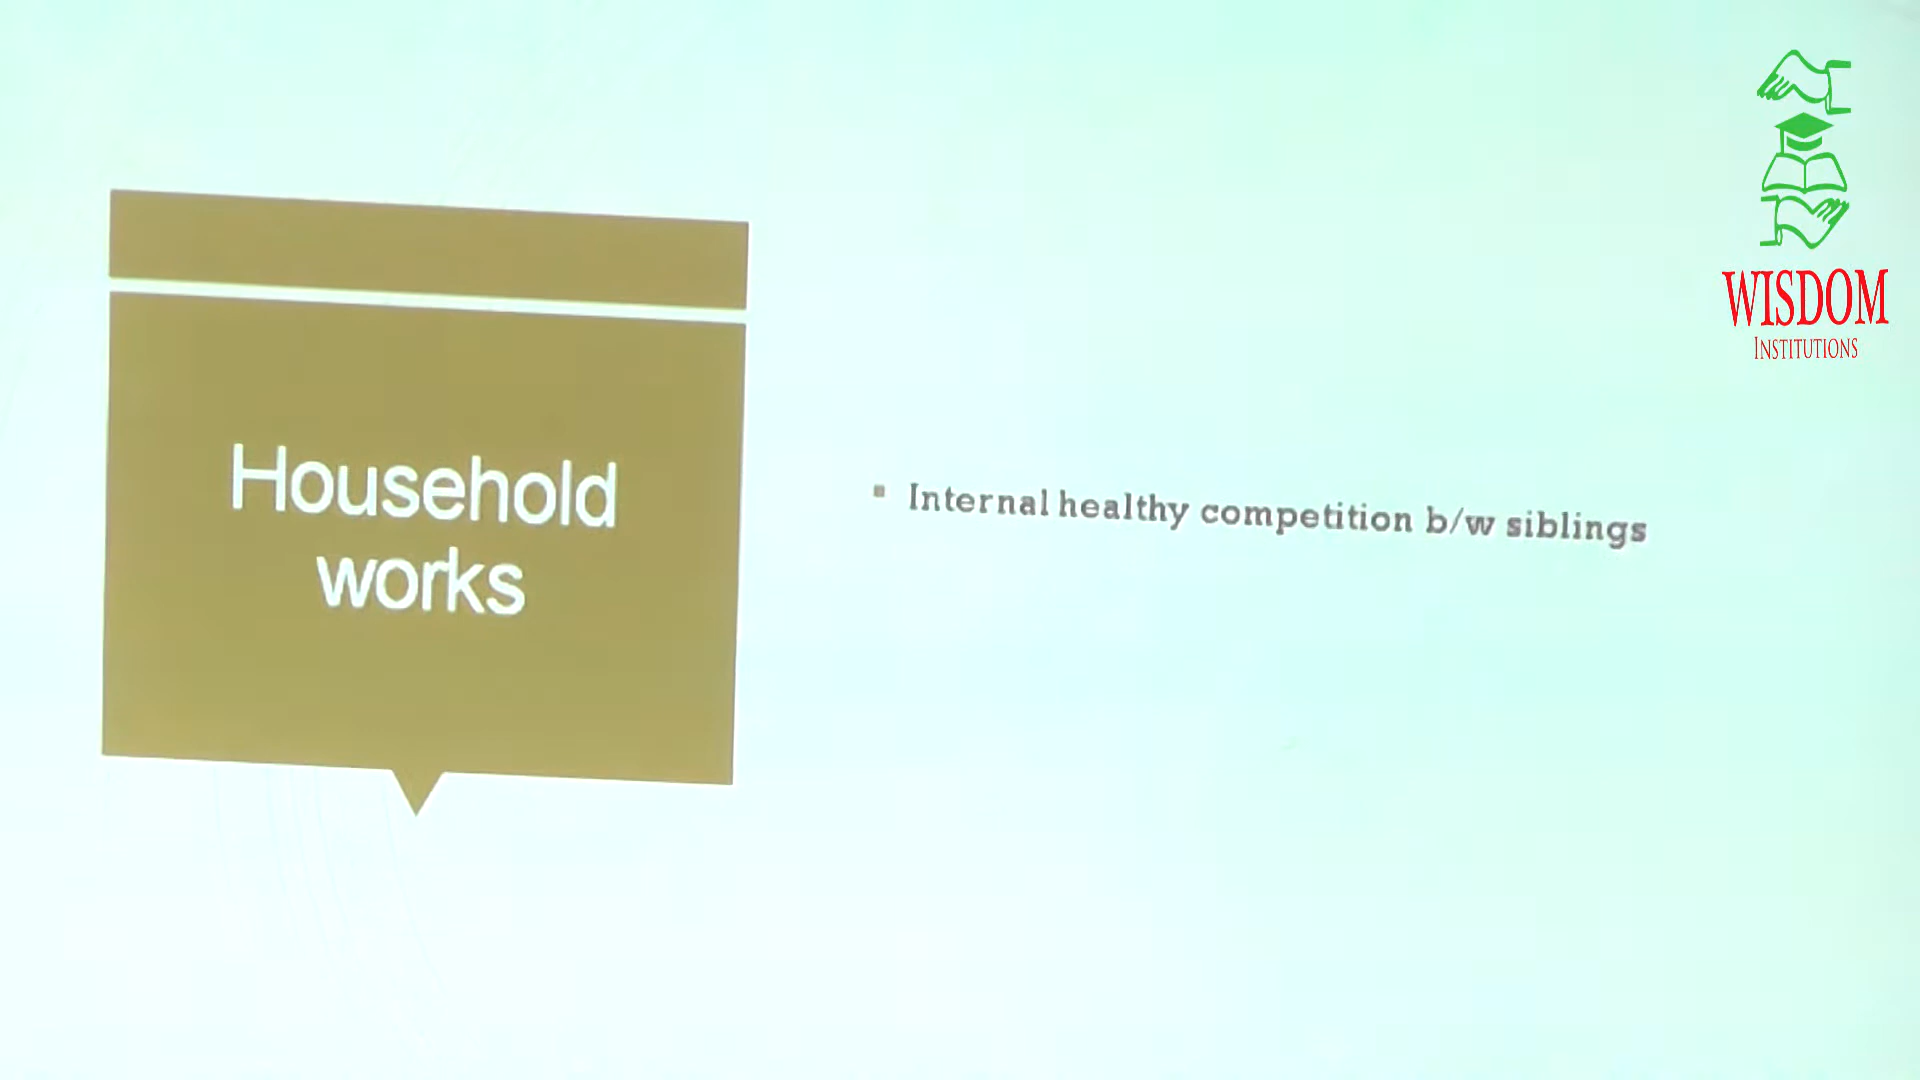 Household
works
Internal healthy competition b/w siblings
WISDOM
INSTITUTIONS